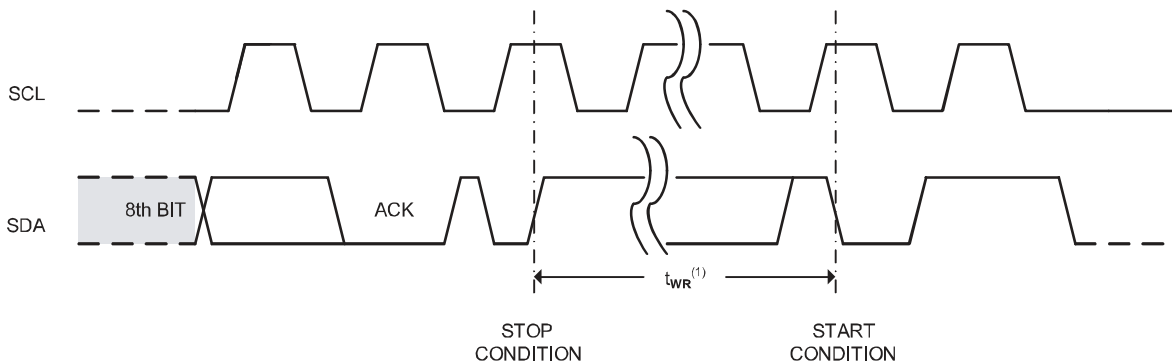 SCL
8th BIT
ACK
SDA
tWR(1)
STOP
CONDITION
START
CONDITION